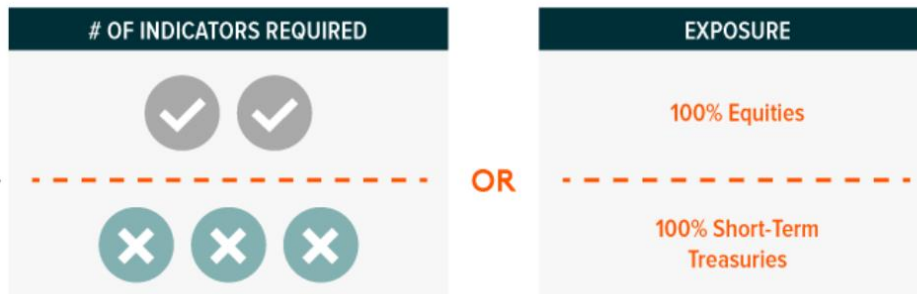 # OF INDICATORS REQUIRED
EXPOSURE
100% Equities
OR
100% Short-Term
Treasuries